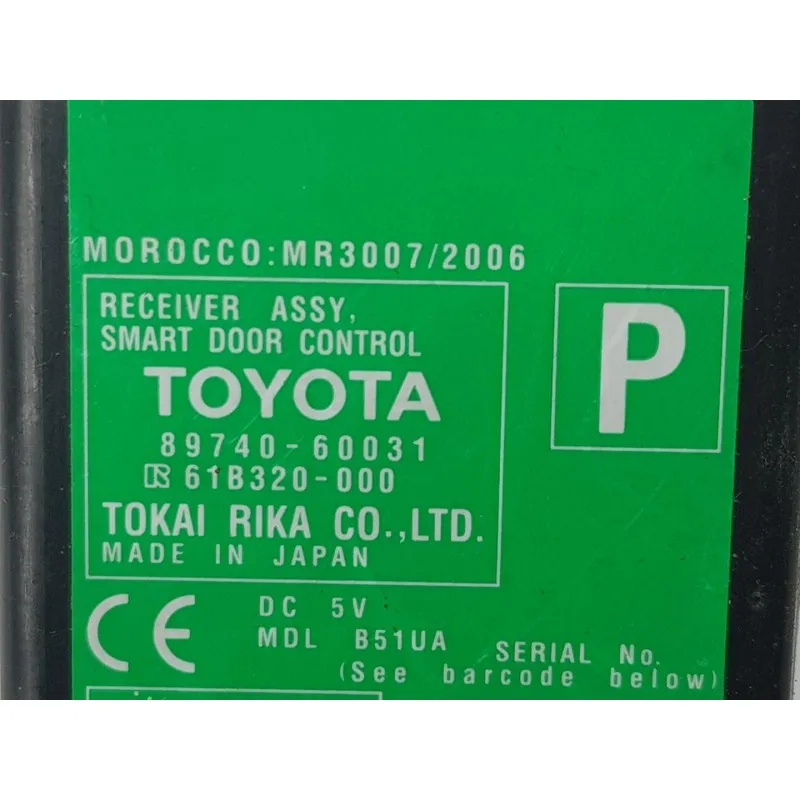 MOROCCO:MR3007/2006
RECEIVER ASSY,
SMART DOOR CONTROL
TOYOTA
89740-60031
61B320-000
TOKAI RIKA CO.,LTD.
MADE IN JAPAN
P
CE
DC 5V
MDL B51UA
SERIAL No.
(See barcode below)